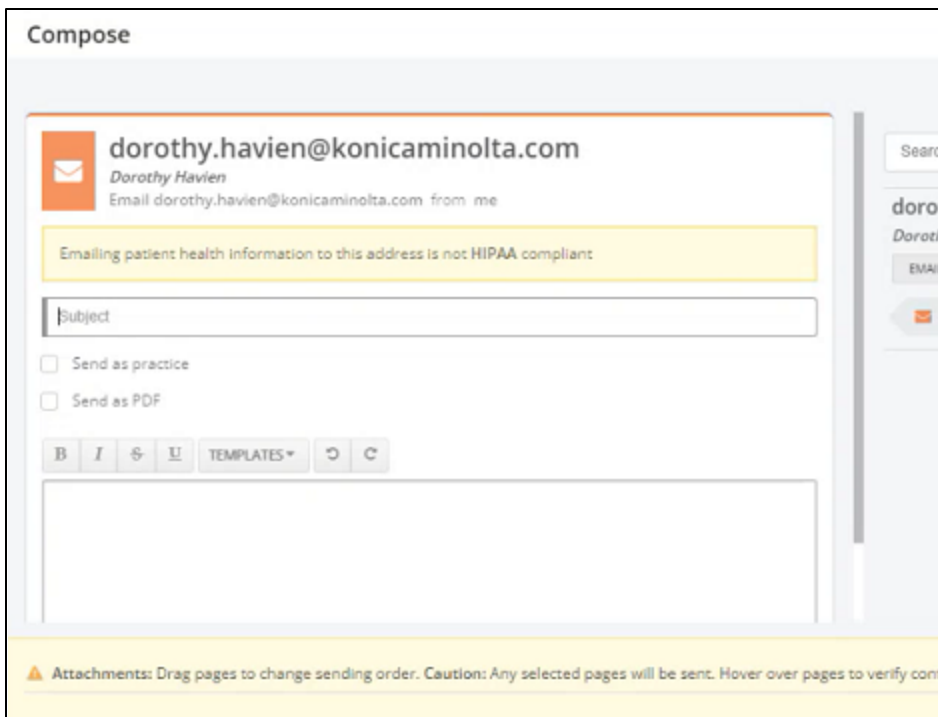 Compose
dorothy.havien@konicaminolta.com
Dorothy Havien
Email dorothy.havien@konicaminolta.com from me
Emailing patient health information to this address is not HIPAA compliant
Subject
Send as practice
Send as PDF
B I S U TEMPLATES
Searc
doro
Doroth
EMAI
Attachments: Drag pages to change sending order. Caution: Any selected pages will be sent. Hover over pages to verify con